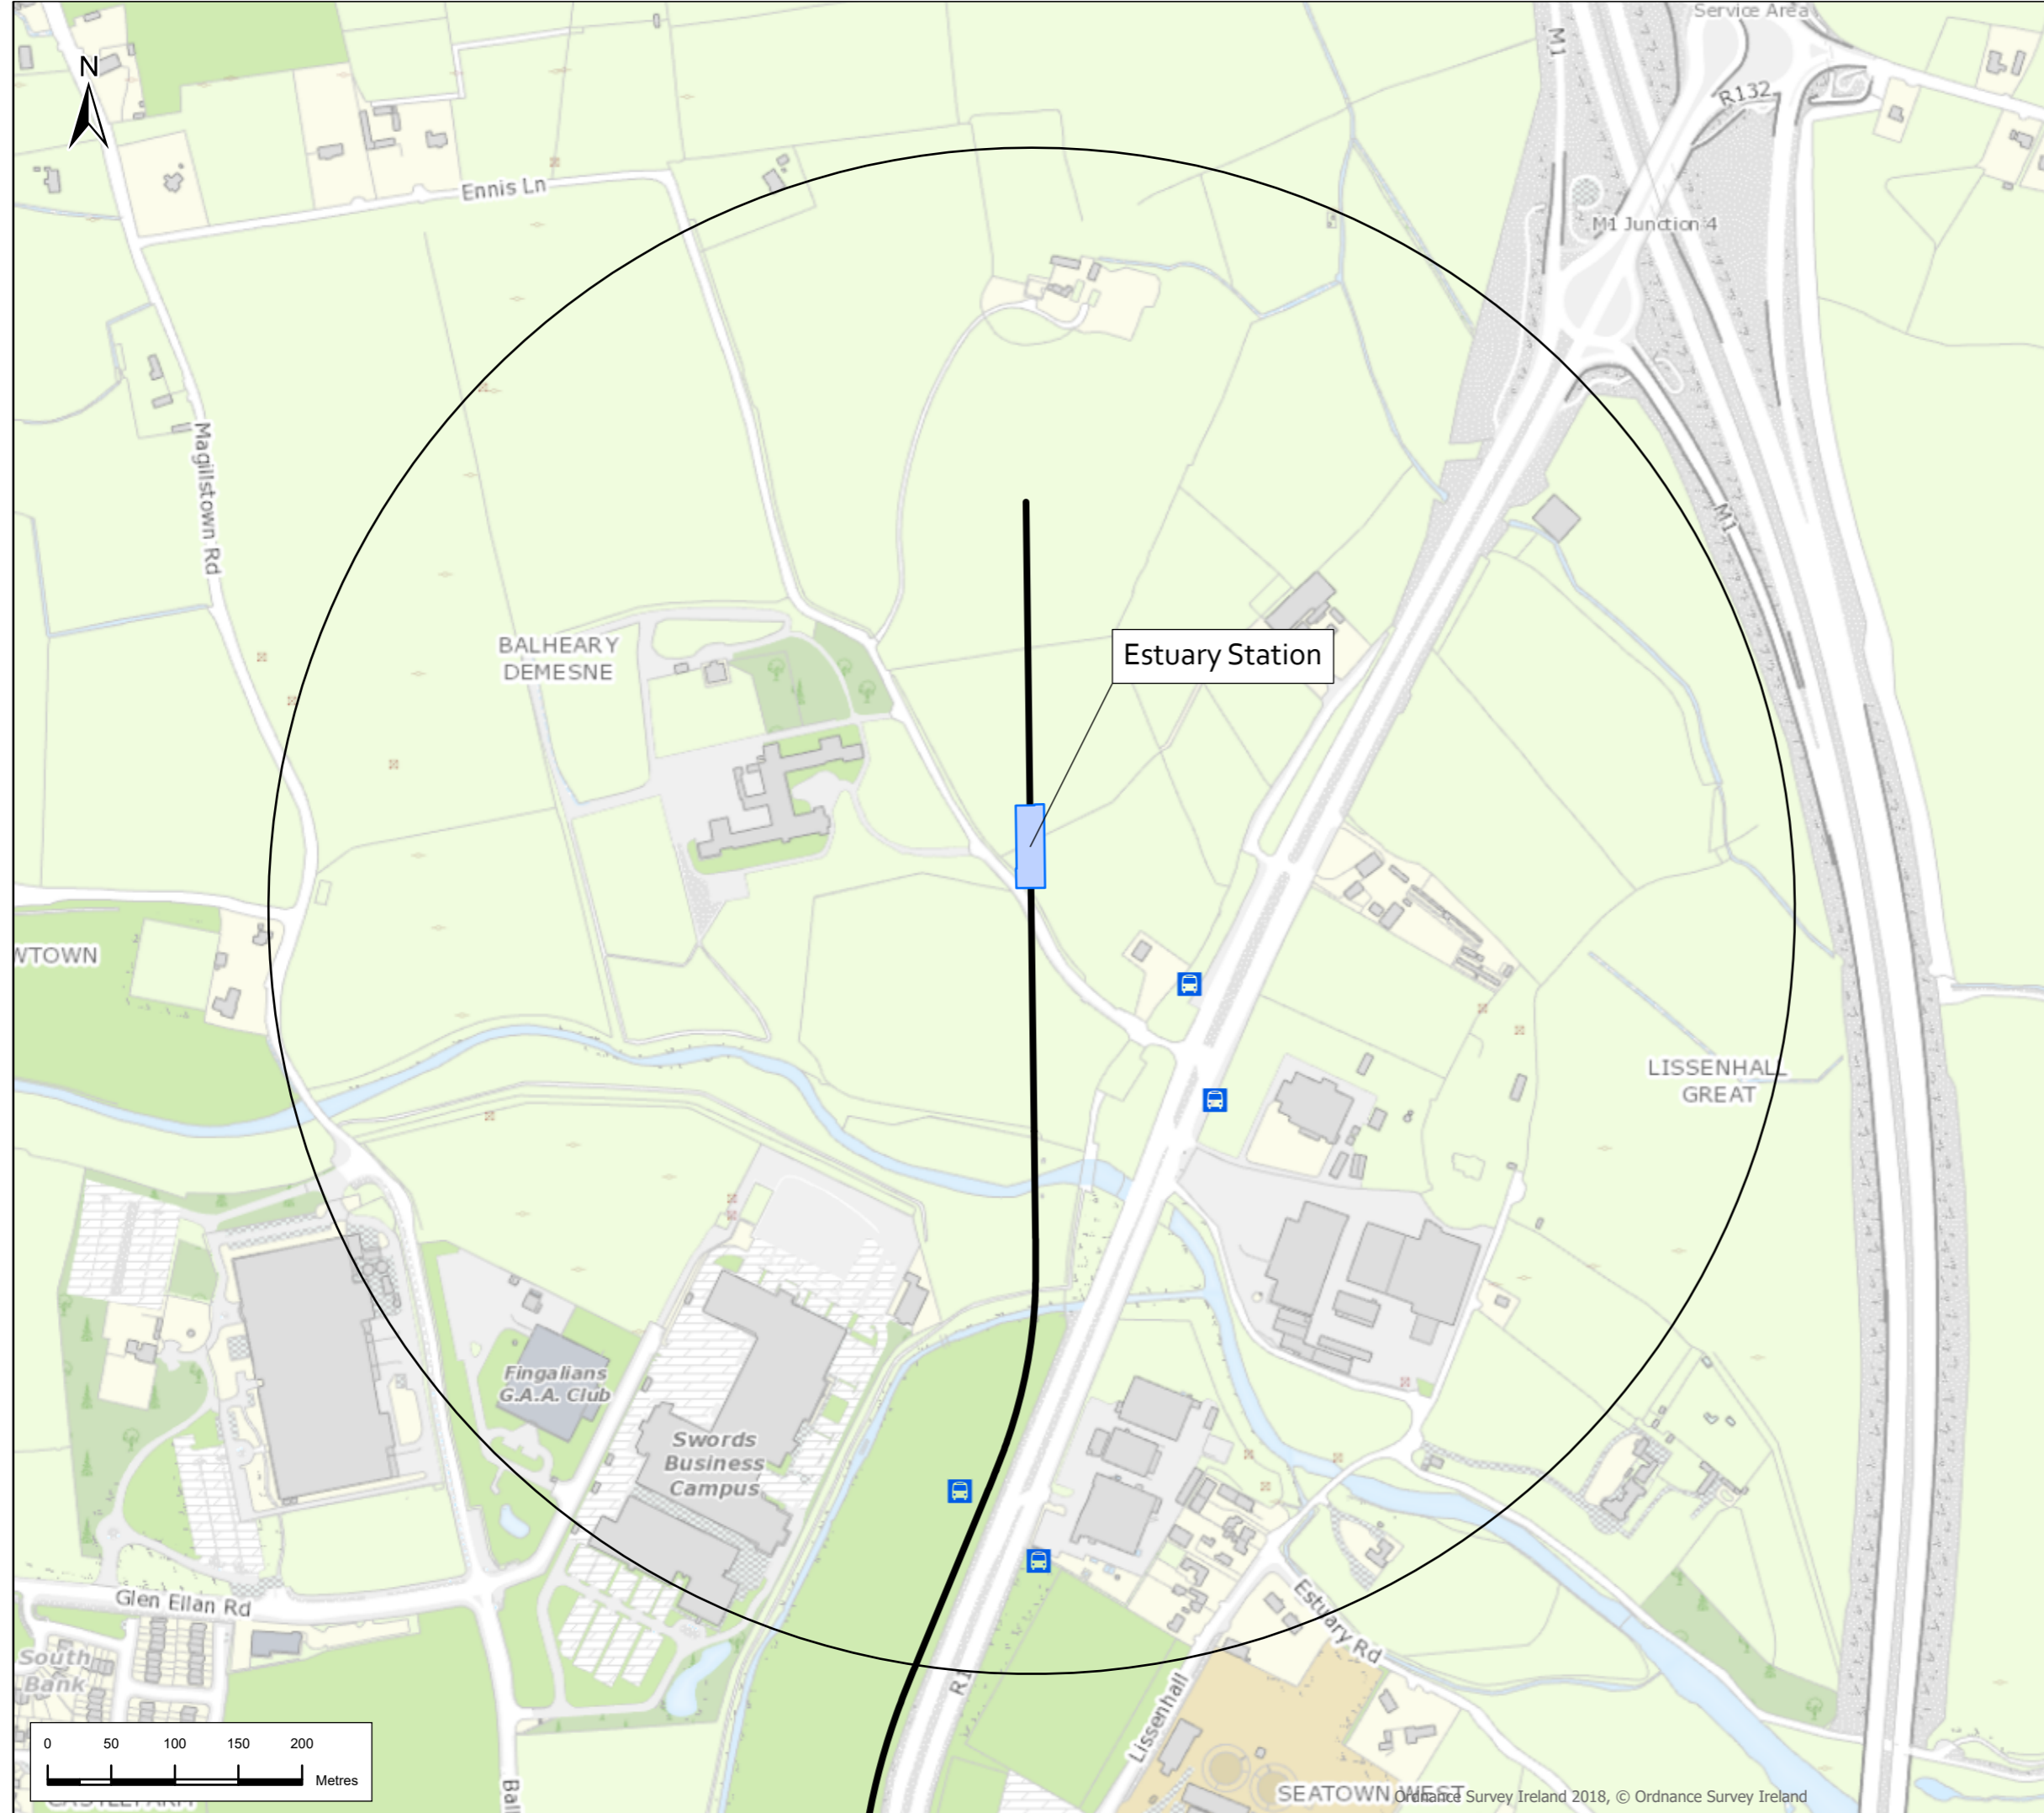 Service Area
M1
N
R132
Ennis Ln
M1 Junction 4
Magillstown Rd
M1
BALHEARY
DEMESNE
Estuary Station
WTOWN
LISSENHALL
GREAT
Fingalians
G.A.A. Club
Swords
Business
Campus
Glen Ellan Rd
Estuary Rd
South
Bank
R1
Lissenhall
0 50 100 150 200
Metres
Bal
SEATOWN WEST
Ordnance Survey Ireland 2018, © Ordnance Survey Ireland